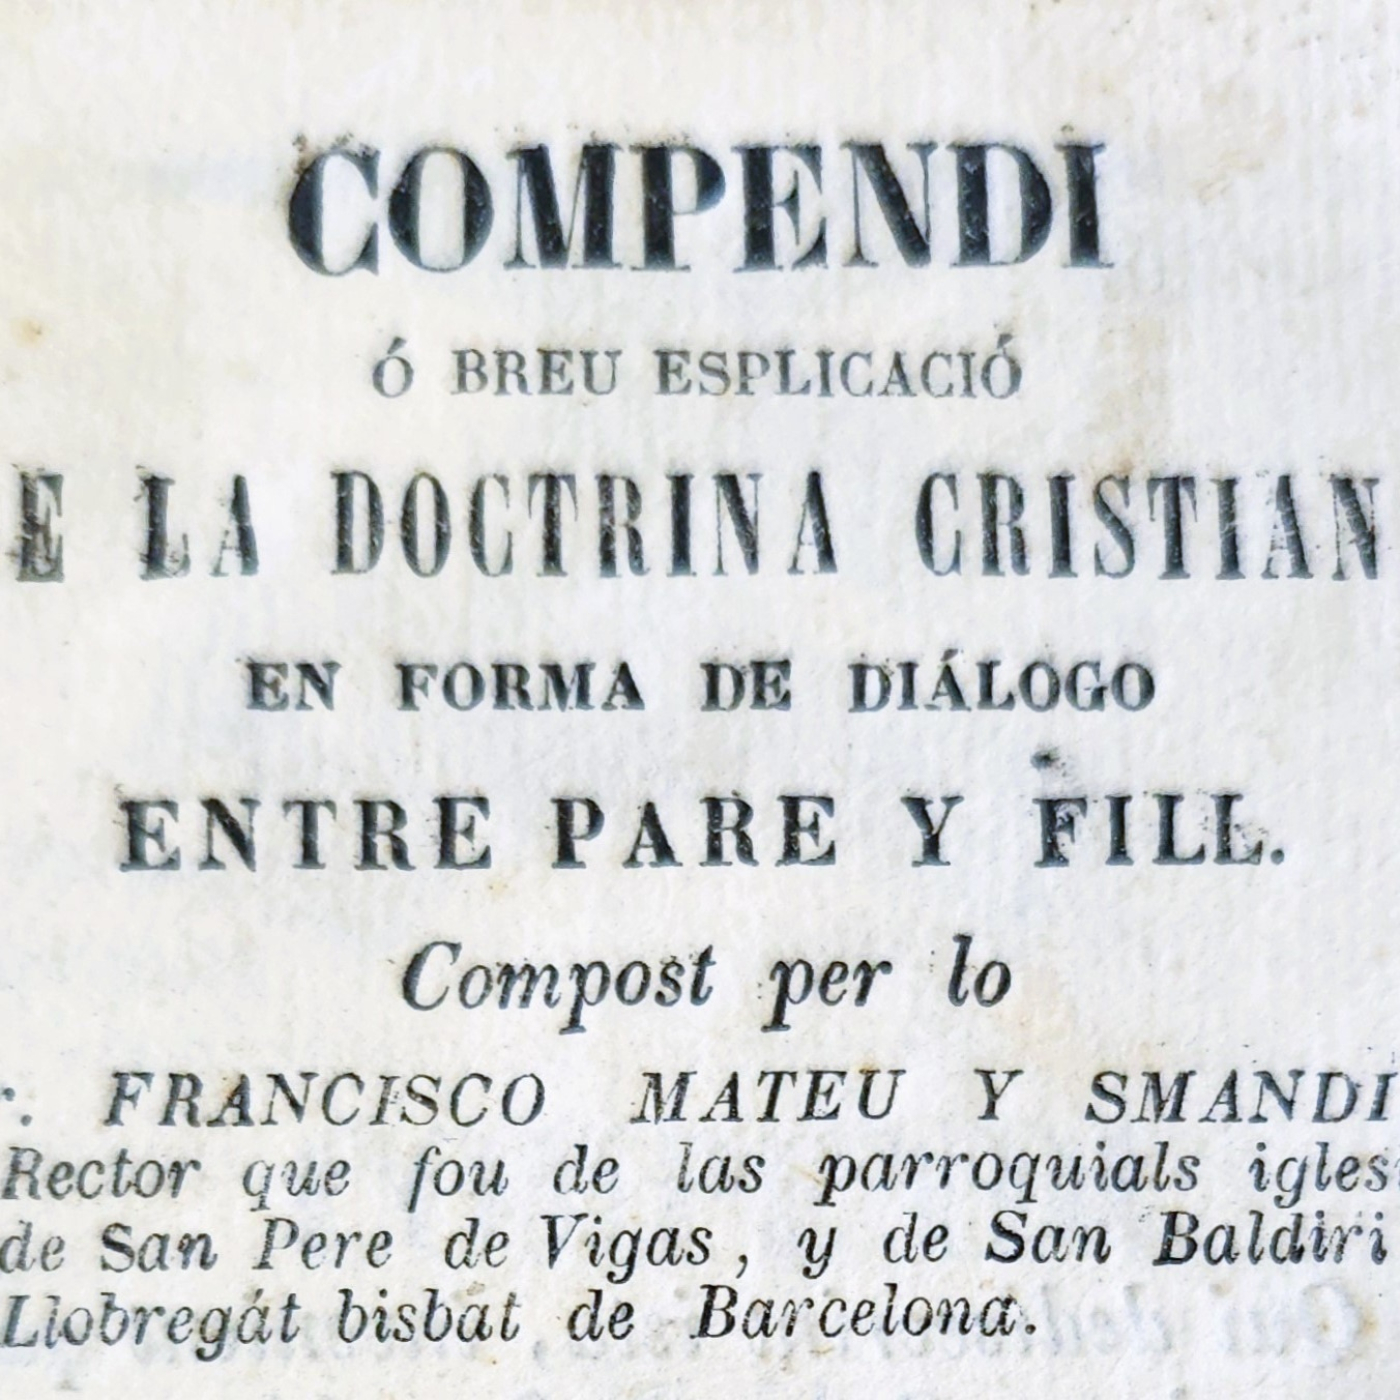 COMPENDI
Ó BREU ESPLICACIÓ
E LA DOCTRINA CRISTIAN
EN FORMA DE DIÁLOGO
ENTRE PARE Y FILL.
Compost per lo
r. FRANCISCO MATEU Y SMANDI
Rector que fou de las parroquials iglesi
de San Pere de Vigas, y de San Baldiri
Llobregát bisbat de Barcelona.